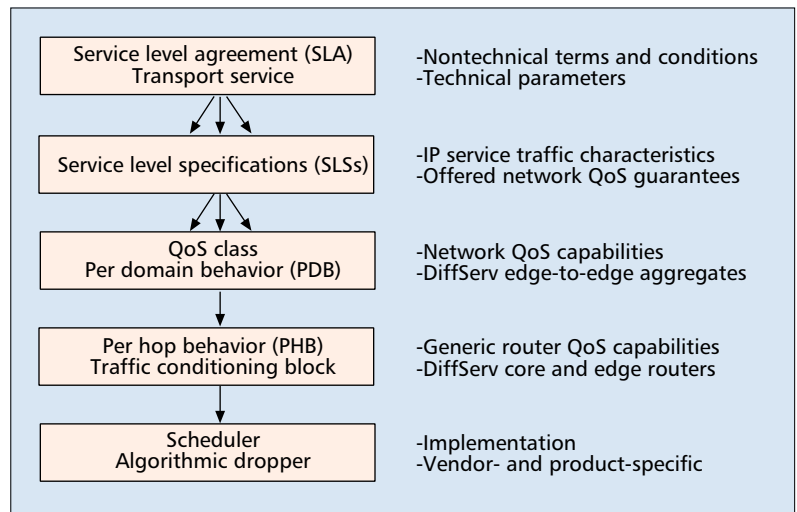 Service level agreement (SLA)
Transport service
-Nontechnical terms and conditions
-Technical parameters
Service level specifications (SLSs)
-IP service traffic characteristics
-Offered network QoS guarantees
QoS class
Per domain behavior (PDB)
-Network QoS capabilities
-DiffServ edge-to-edge aggregates
Per hop behavior (PHB)
Traffic conditioning block
-Generic router QoS capabilities
-DiffServ core and edge routers
Scheduler
Algorithmic dropper
-Implementation
-Vendor- and product-specific